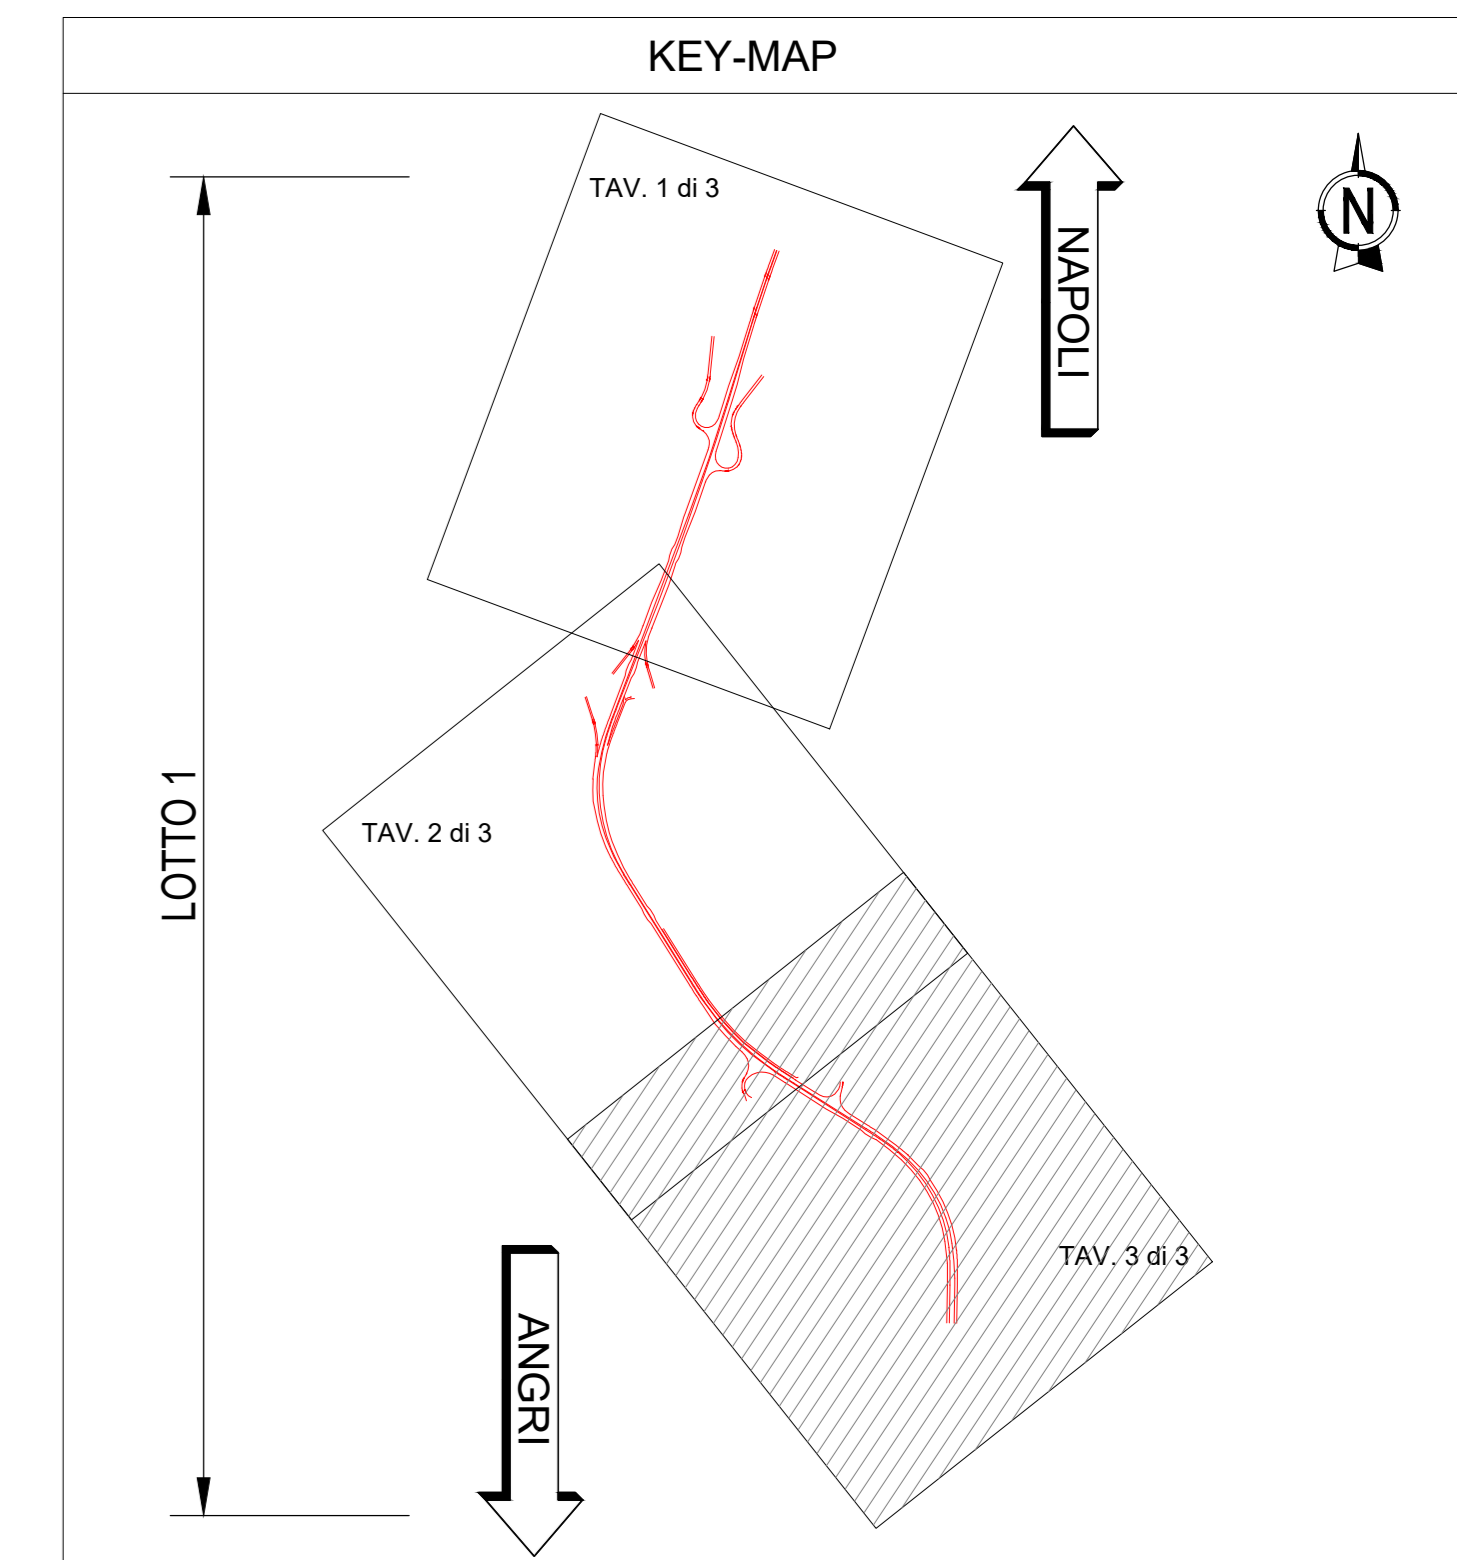 KEY-MAP
TAV. 1 di 3
NAPOLI
N
LOTTO 1
TAV. 2 di 3
TAV. 3 di 3
ANGRI